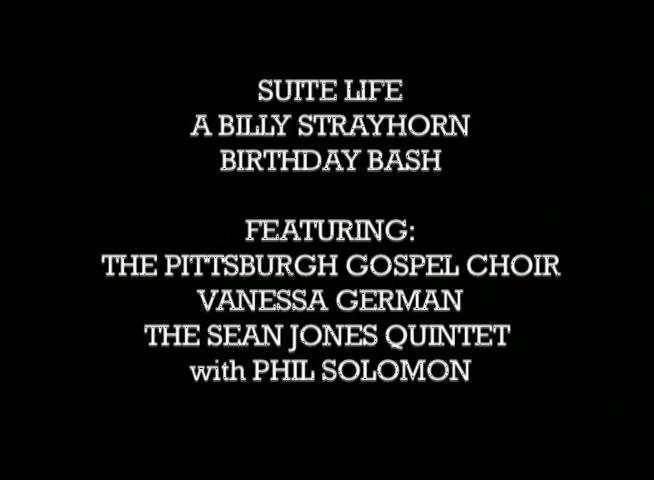 SUITE LIFE
A BILLY STRAYHORN
BIRTHDAY BASH
FEATURING:
THE PITTSBURGH GOSPEL CHOIR
VANESSA GERMAN
THE SEAN JONES QUINTET
with PHIL SOLOMON